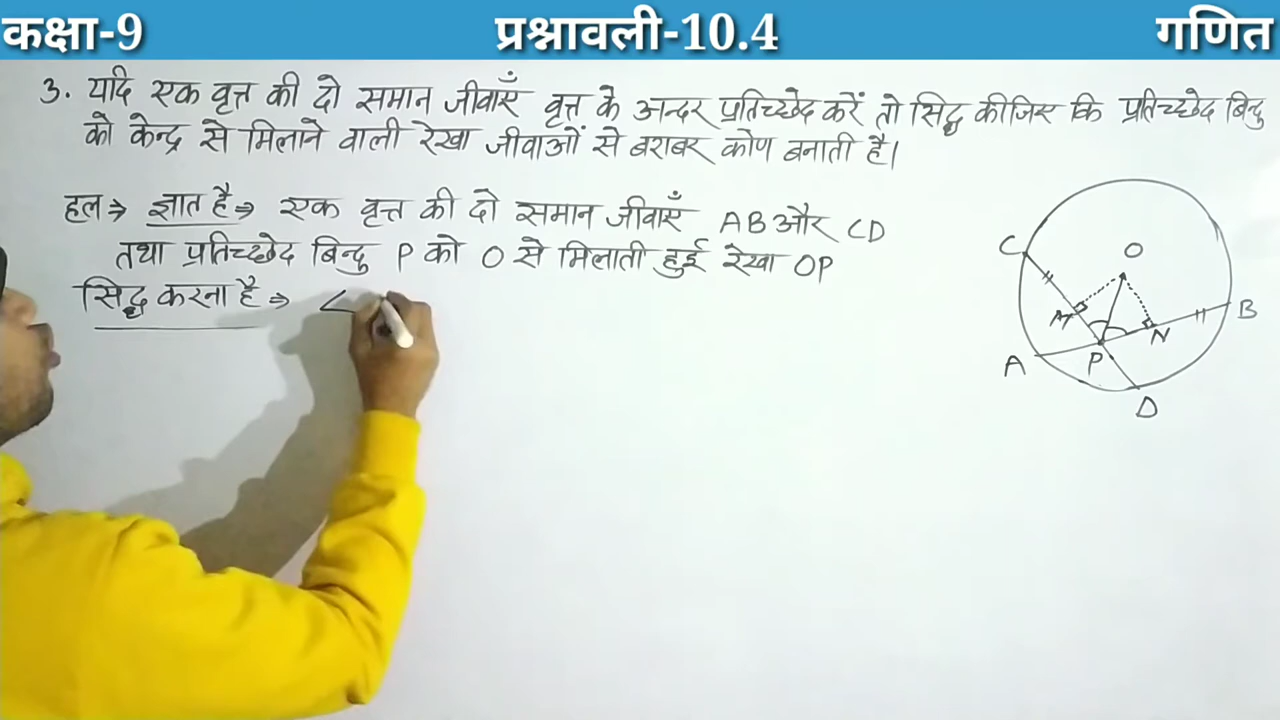 कक्षा-9 प्रश्नावली-10.4 गणित
3. यदि एक वृत्त की दो समान जीवाएँ वृत्त के अन्दर प्रतिच्छेद करें तो सिद्ध कीजिए कि प्रतिच्छेद बिन्दु
को केन्द्र से मिलाने वाली रेखा जीवाओं से बराबर कोण बनाती है।
हल⇒ ज्ञात है⇒ एक वृत्त की दो समान जीवाएँ AB और CD
तथा प्रतिच्छेद बिन्दु P को O से मिलाती हुई रेखा OP
सिद्ध करना है⇒ ∠
C
O
M
N
B
A
P
D